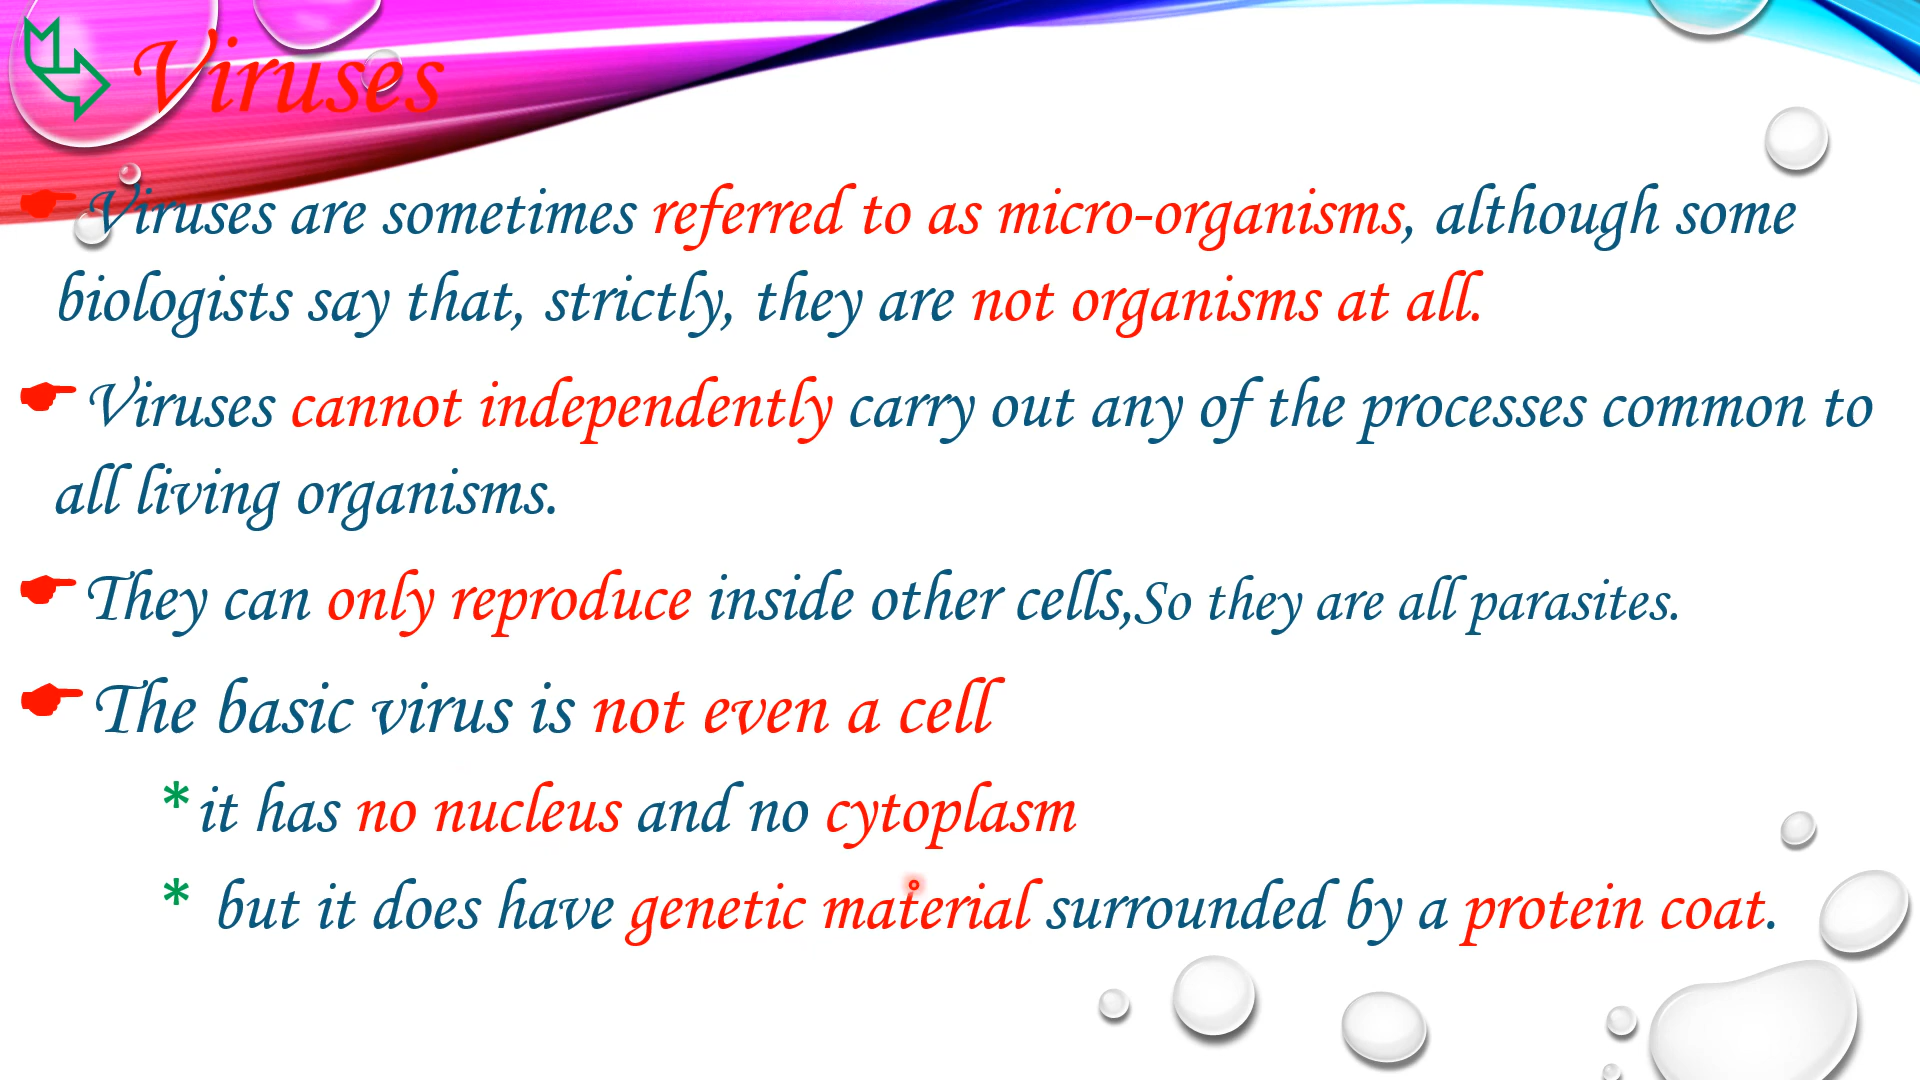 Viruses
Viruses are sometimes referred to as micro-organisms, although some
biologists say that, strictly, they are not organisms at all.
Viruses cannot independently carry out any of the processes common to
all living organisms.
They can only reproduce inside other cells,So they are all parasites.
The basic virus is not even a cell
* it has no nucleus and no cytoplasm
* but it does have genetic material surrounded by a protein coat.